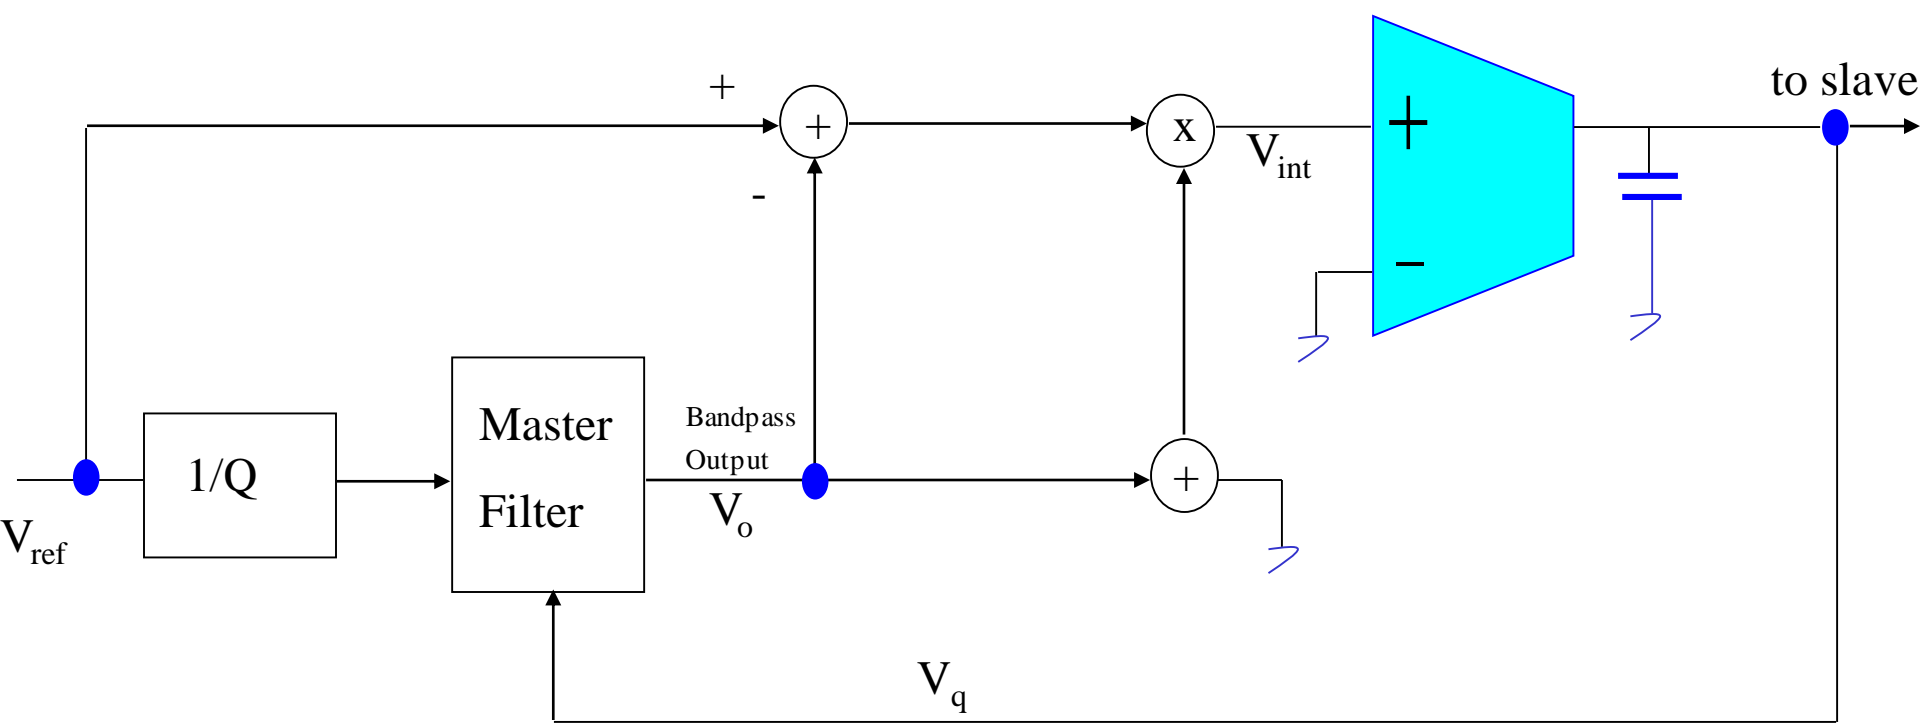 to slave
+
+
x
+
V_int
-
−
Master
Filter
Bandpass
Output
1/Q
+
V_o
V_ref
V_q